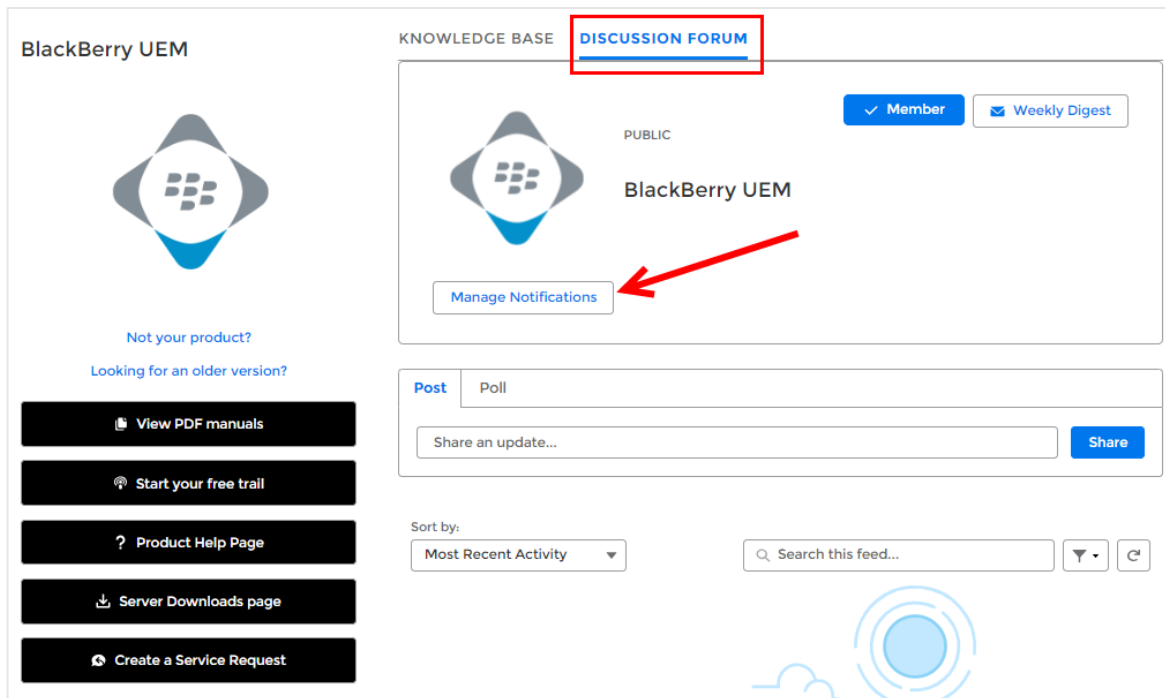 BlackBerry UEM
Not your product?
Looking for an older version?
View PDF manuals
Start your free trail
Product Help Page
Server Downloads page
Create a Service Request
KNOWLEDGE BASE DISCUSSION FORUM
Member Weekly Digest
PUBLIC
BlackBerry UEM
Manage Notifications
Post Poll
Share an update... Share
Sort by:
Most Recent Activity Search this feed...